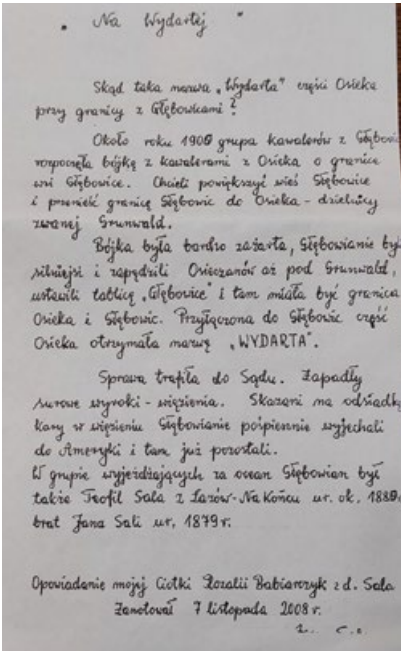 „ Na Wydartej "
Skąd taka nazwa „Wydarta" części Osieka
przy granicy z Głębowicami?
Około roku 1900 grupa kawalerów z Głębowic
rozpoczęła bójkę z kawalerami z Osieka o granice
wsi Głębowice. Chcieli powiększyć wieś Głębowice
i przenieść granicę Głębowic do Osieka - dzielnicy
zwanej Grunwald.
Bójka była bardzo zażarta, Głębowianie byli
silniejsi i zapędzili Osieczanów aż pod Grunwald,
ustawili tablicę „Głębowice" i tam miała być granica
Osieka i Głębowic. Przyłączona do Głębowic część
Osieka otrzymała nazwę „WYDARTA".
Sprawa trafiła do Sądu. Zapadły
surowe wyroki - więzienia. Skazani na odsiadkę
kary w więzieniu Głębowianie pośpiesznie wyjechali
do Ameryki i tam już pozostali.
W grupie wyjeżdżających za ocean Głębowian był
także Teofil Sala z Łazów-Na Końcu ur. ok. 1880r
brat Jana Sali ur. 1879 r.
Opowiadanie mojej Ciotki Rozalii Babiarczyk z d. Sala
Zanotował 7 listopada 2008 r.